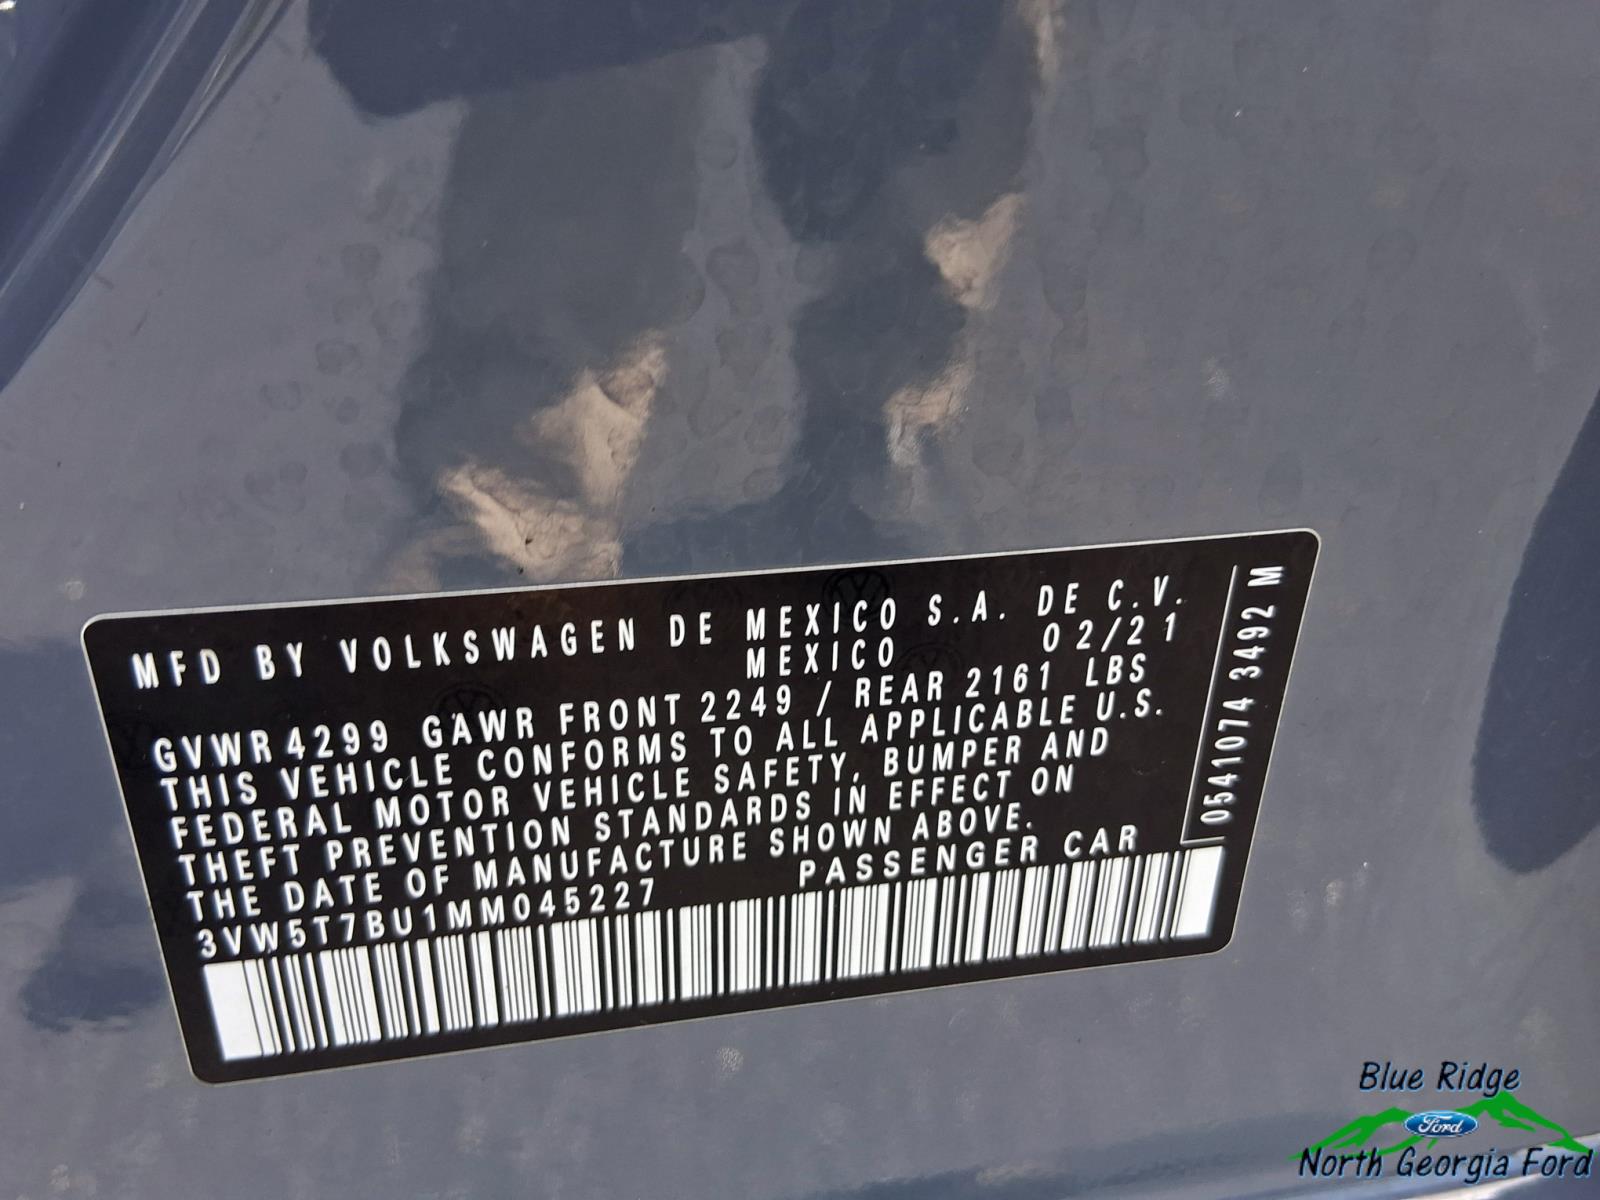 MFD BY VOLKSWAGEN DE MEXICO S.A. DE C.V.
MEXICO 02/21
GVWR 4299 GAWR FRONT 2249 / REAR 2161 LBS
THIS VEHICLE CONFORMS TO ALL APPLICABLE U.S.
FEDERAL MOTOR VEHICLE SAFETY, BUMPER AND
THEFT PREVENTION STANDARDS IN EFFECT ON
THE DATE OF MANUFACTURE SHOWN ABOVE.
3VW5T7BU1MM045227 PASSENGER CAR
0541074 3492 M
Blue Ridge
Ford
North Georgia Ford